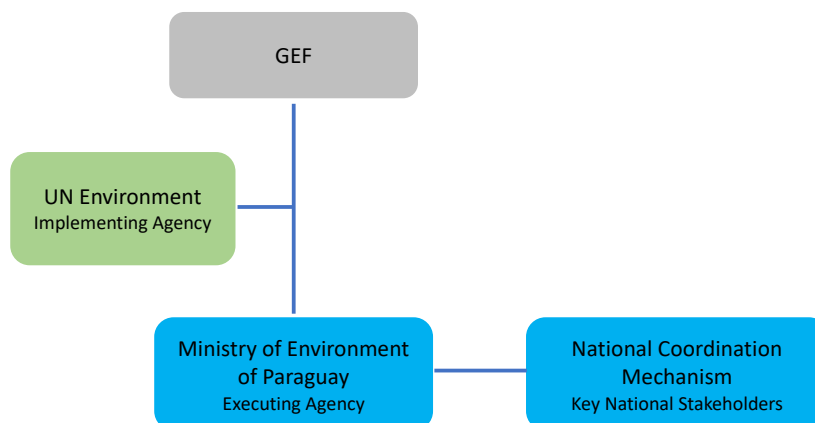 GEF
UN Environment
Implementing Agency
Ministry of Environment
of Paraguay
Executing Agency
National Coordination
Mechanism
Key National Stakeholders